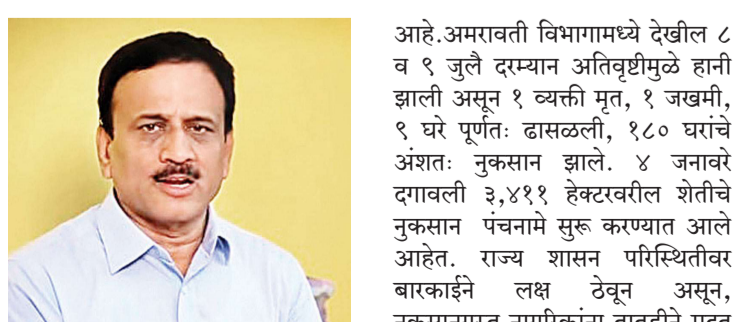 आहे.अमरावती विभागामध्ये देखील ८
व ९ जुलै दरम्यान अतिवृष्टीमुळे हानी
झाली असून १ व्यक्ती मृत, १ जखमी,
९ घरे पूर्णतः ढासळली, १८० घरांचे
अंशतः नुकसान झाले. ४ जनावरे
दगावली ३,४११ हेक्टरवरील शेतीचे
नुकसान पंचनामे सुरू करण्यात आले
आहेत. राज्य शासन परिस्थितीवर
बारकाईने लक्ष ठेवून असून,